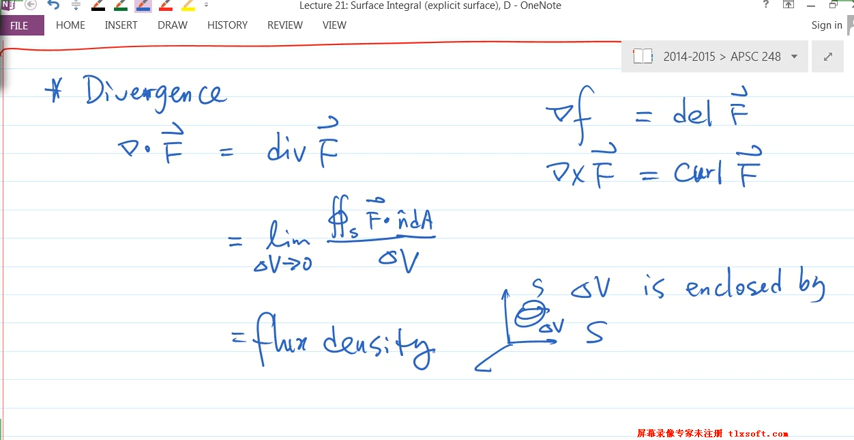 Lecture 21: Surface Integral (explicit surface), D - OneNote
FILE HOME INSERT DRAW HISTORY REVIEW VIEW Sign in
2014-2015 > APSC 248
* Divergence
∇f = del F⃗
∇·F⃗ = div F⃗
∇×F⃗ = curl F⃗
= lim ΔV→0 ∯_S F⃗·n̂dA / ΔV
S ΔV is enclosed by
ΔV S
= flux density
屏幕录像专家未注册 tlxsoft.com